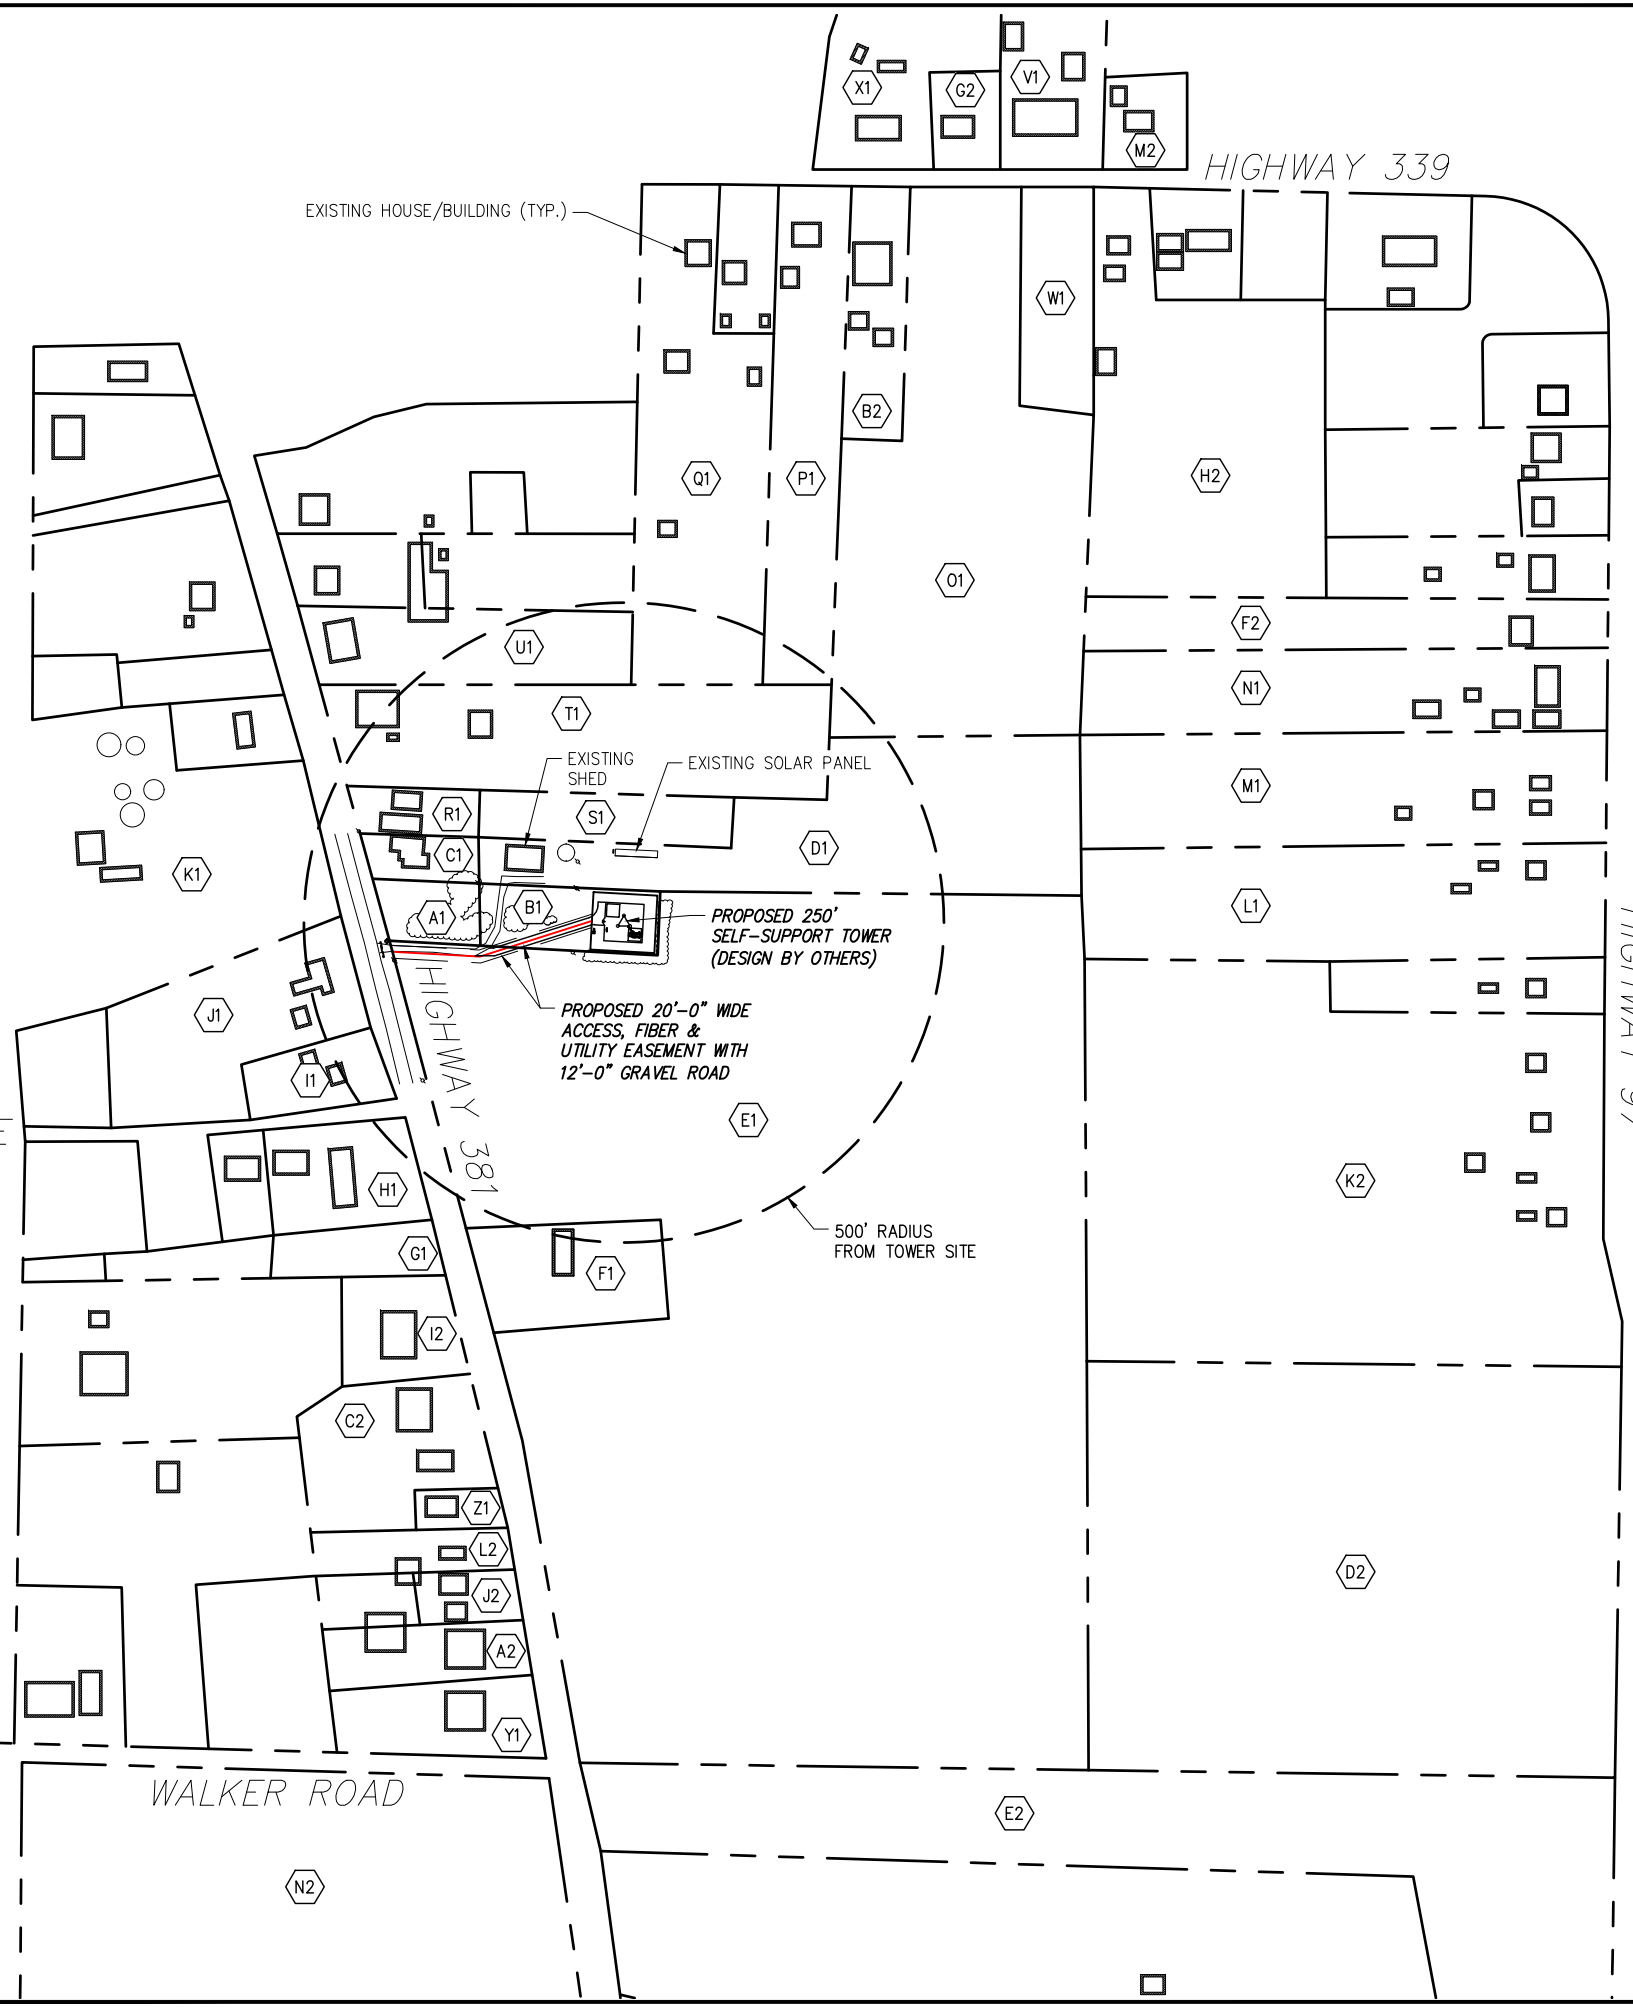 X1
G2
V1
M2
HIGHWAY 339
EXISTING HOUSE/BUILDING (TYP.)
W1
B2
Q1
P1
H2
O1
F2
U1
N1
T1
EXISTING
SHED
EXISTING SOLAR PANEL
M1
R1
S1
C1
D1
K1
A1
B1
L1
PROPOSED 250'
SELF-SUPPORT TOWER
(DESIGN BY OTHERS)
HIGHWAY 97
J1
HIGHWAY 381
PROPOSED 20'-0" WIDE
ACCESS, FIBER &
UTILITY EASEMENT WITH
12'-0" GRAVEL ROAD
I1
E1
K2
H1
500' RADIUS
FROM TOWER SITE
G1
F1
I2
C2
Z1
L2
D2
J2
A2
Y1
WALKER ROAD
E2
N2